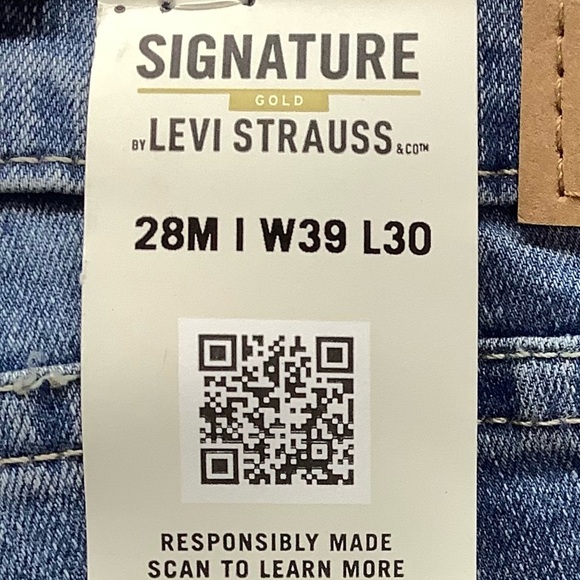 SIGNATURE
GOLD
BY LEVI STRAUSS & CO™
28M | W39 L30
RESPONSIBLY MADE
SCAN TO LEARN MORE